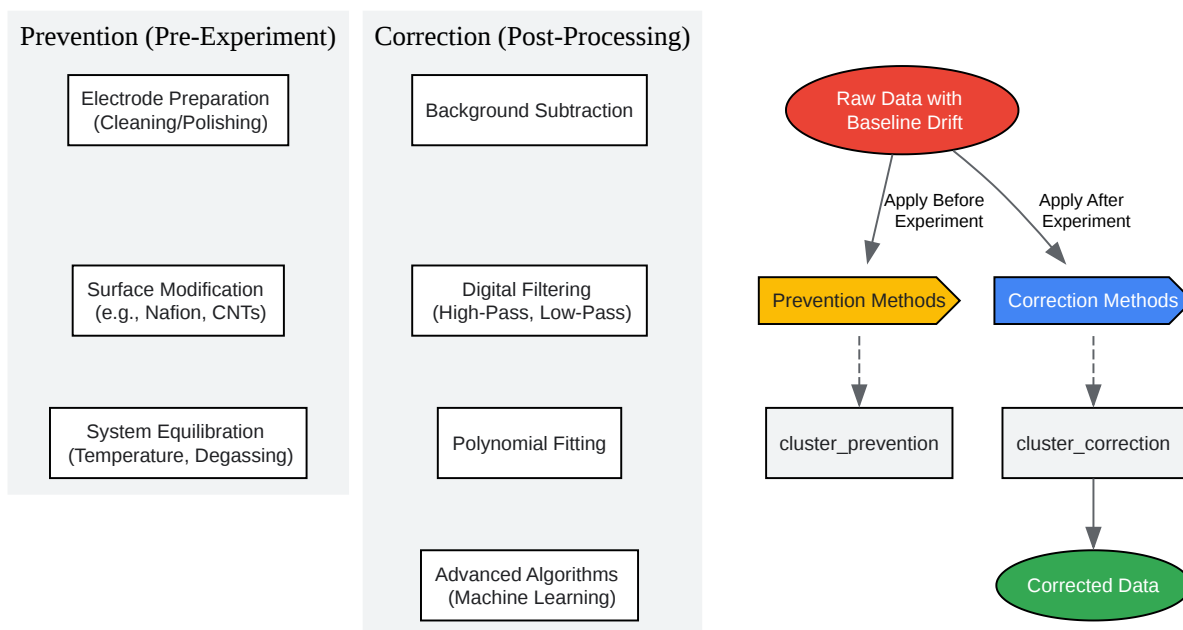 Prevention (Pre-Experiment)
Electrode Preparation
(Cleaning/Polishing)
Surface Modification
(e.g., Nafion, CNTs)
System Equilibration
(Temperature, Degassing)
Correction (Post-Processing)
Background Subtraction
Digital Filtering
(High-Pass, Low-Pass)
Polynomial Fitting
Advanced Algorithms
(Machine Learning)
Raw Data with
Baseline Drift
Apply Before
Experiment
Apply After
Experiment
Prevention Methods
Correction Methods
cluster_prevention
cluster_correction
Corrected Data